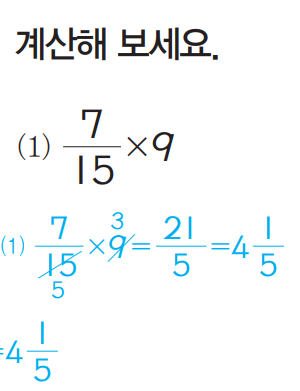 계산해 보세요.
(1) 7/15 × 9
(1) 7/15 × 9 = 21/5 = 4 1/5
3
5
=4 1/5